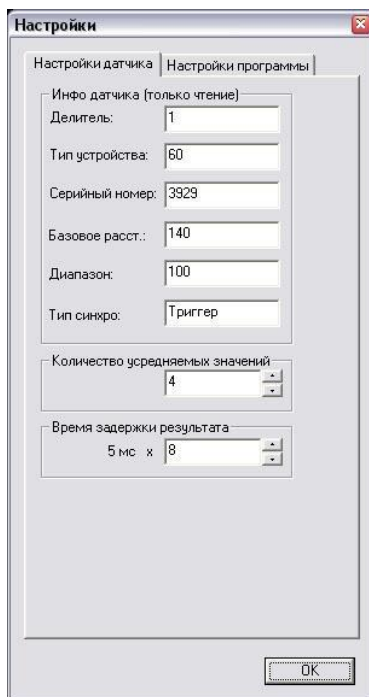 Настройки
Настройки датчика Настройки программы
Инфо датчика (только чтение)
Делитель: 1
Тип устройства: 60
Серийный номер: 3929
Базовое расст.: 140
Диапазон: 100
Тип синхро: Триггер
Количество усредняемых значений
4
Время задержки результата
5 мс x 8
OK